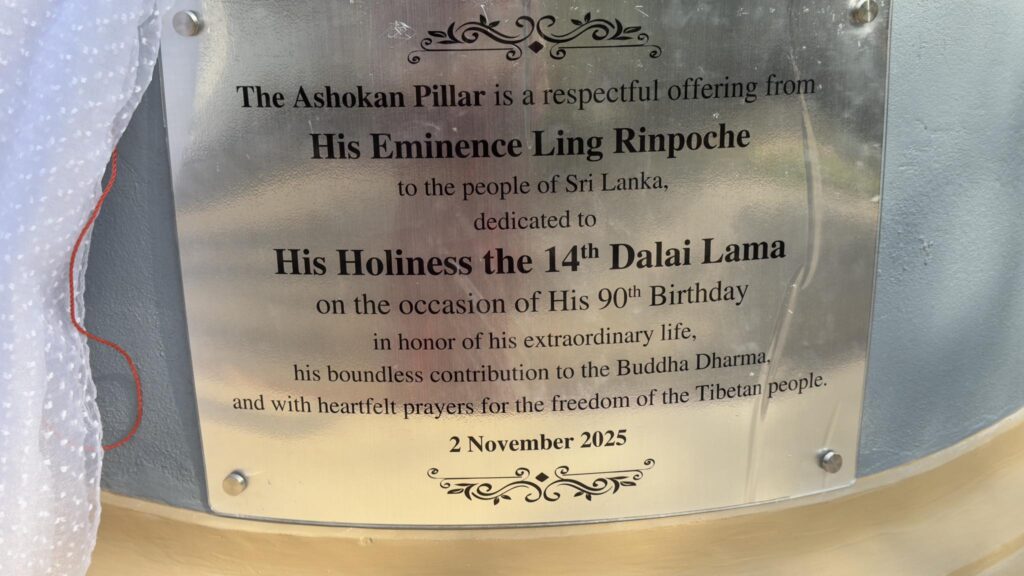 The Ashokan Pillar is a respectful offering from
His Eminence Ling Rinpoche
to the people of Sri Lanka,
dedicated to
His Holiness the 14th Dalai Lama
on the occasion of His 90th Birthday
in honor of his extraordinary life,
his boundless contribution to the Buddha Dharma,
and with heartfelt prayers for the freedom of the Tibetan people.
2 November 2025